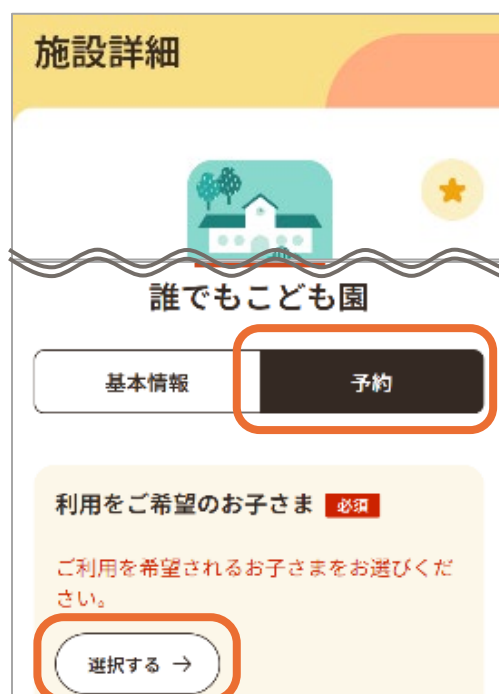 施設詳細
誰でもこども園
基本情報
予約
利用をご希望のお子さま 必須
ご利用を希望されるお子さまをお選びくだ
さい。
選択する →